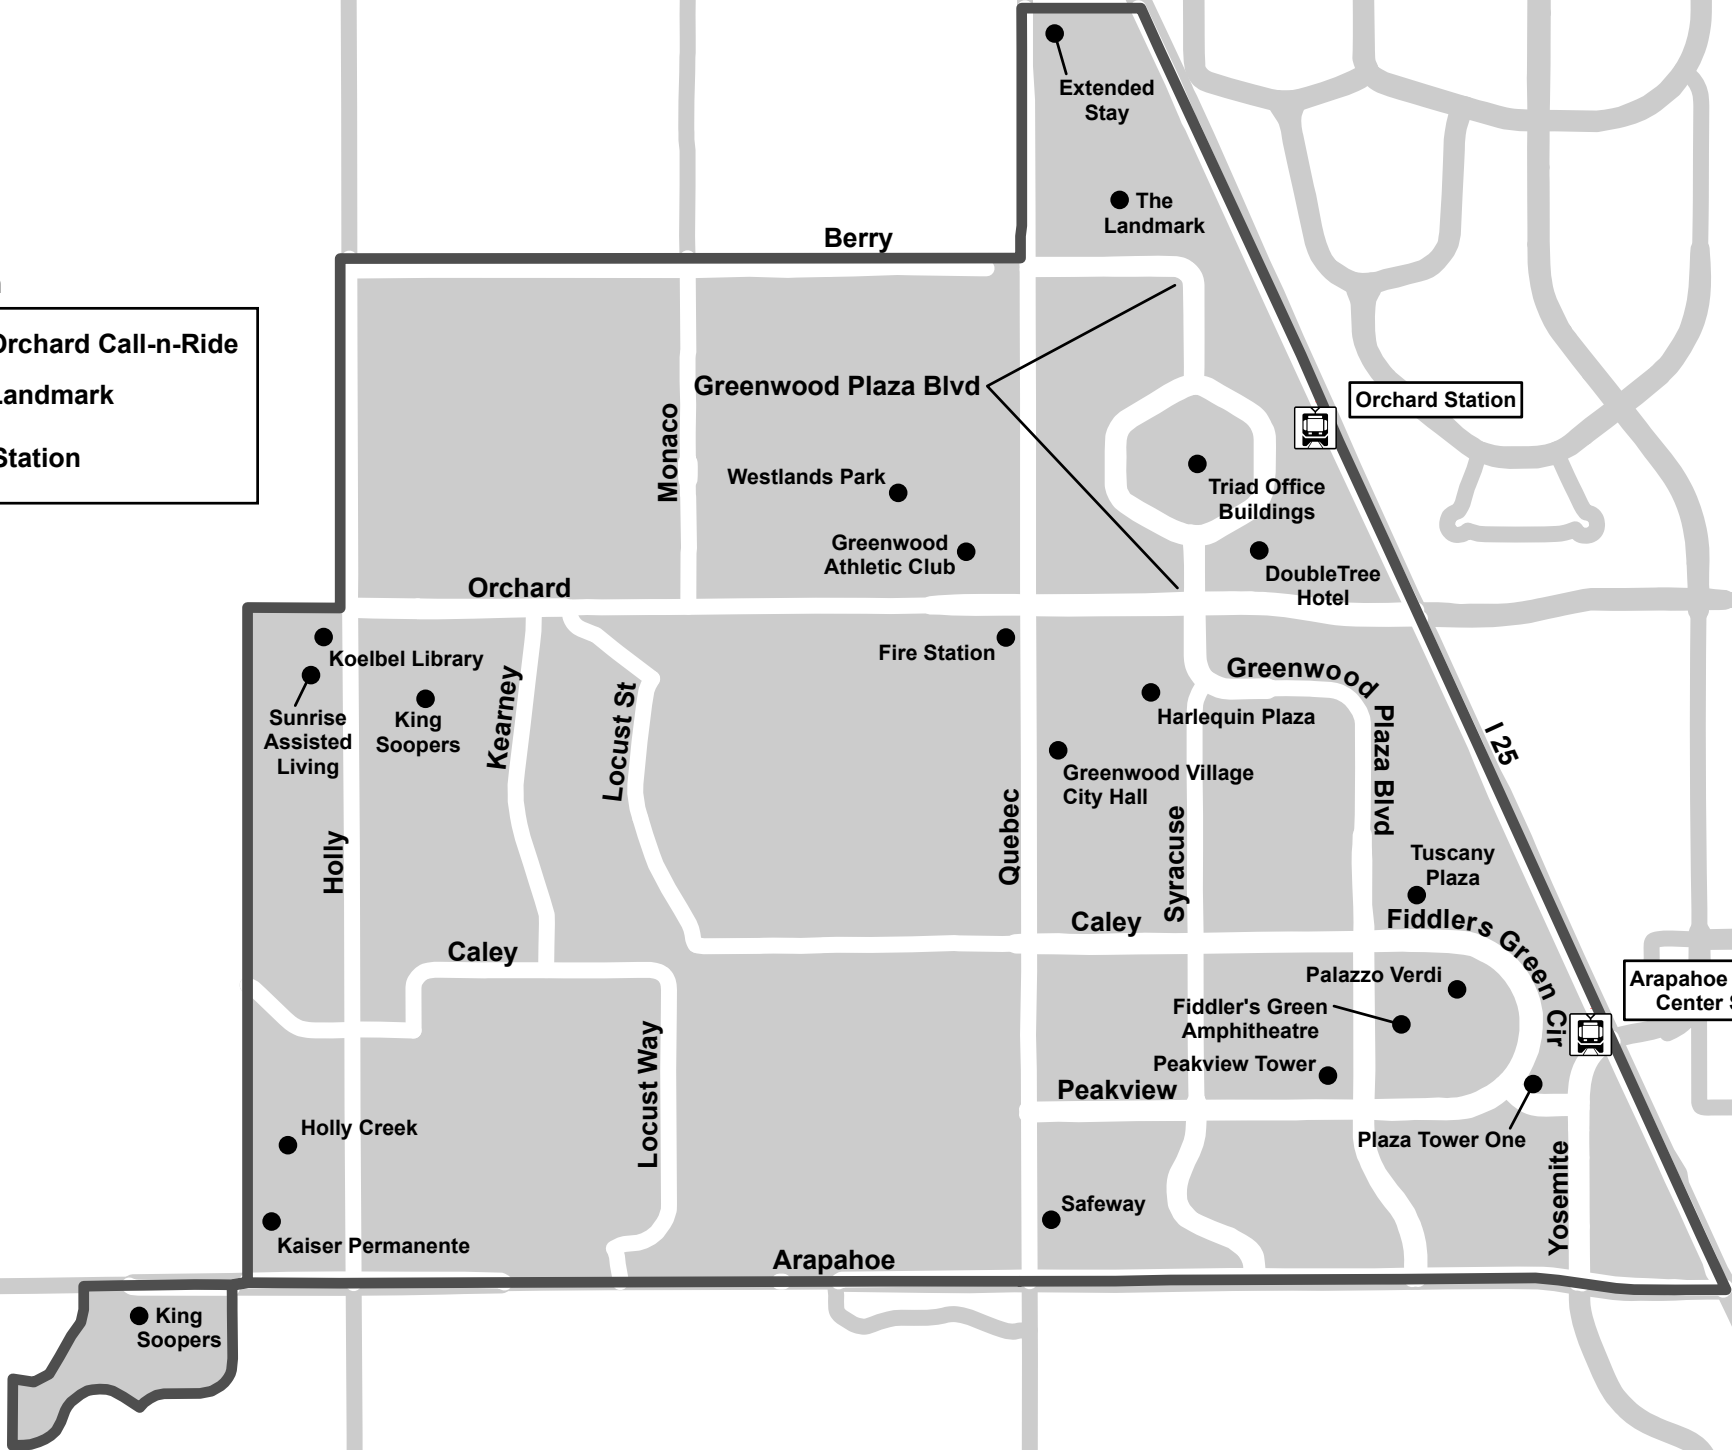 Extended
Stay
The
Landmark
Berry
Orchard Call-n-Ride
Landmark
Station
Greenwood Plaza Blvd
Orchard Station
Monaco
Westlands Park
Triad Office
Buildings
Greenwood
Athletic Club
DoubleTree
Hotel
Orchard
Fire Station
Koelbel Library
Sunrise
Assisted
Living
King
Soopers
Kearney
Locust St
Greenwood Plaza Blvd
Harlequin Plaza
I 25
Greenwood Village
City Hall
Holly
Quebec
Syracuse
Tuscany
Plaza
Fiddlers Green Cir
Caley
Caley
Palazzo Verdi
Arapahoe
Center
Fiddler's Green
Amphitheatre
Peakview Tower
Peakview
Locust Way
Holly Creek
Plaza Tower One
Yosemite
Safeway
Kaiser Permanente
Arapahoe
King
Soopers